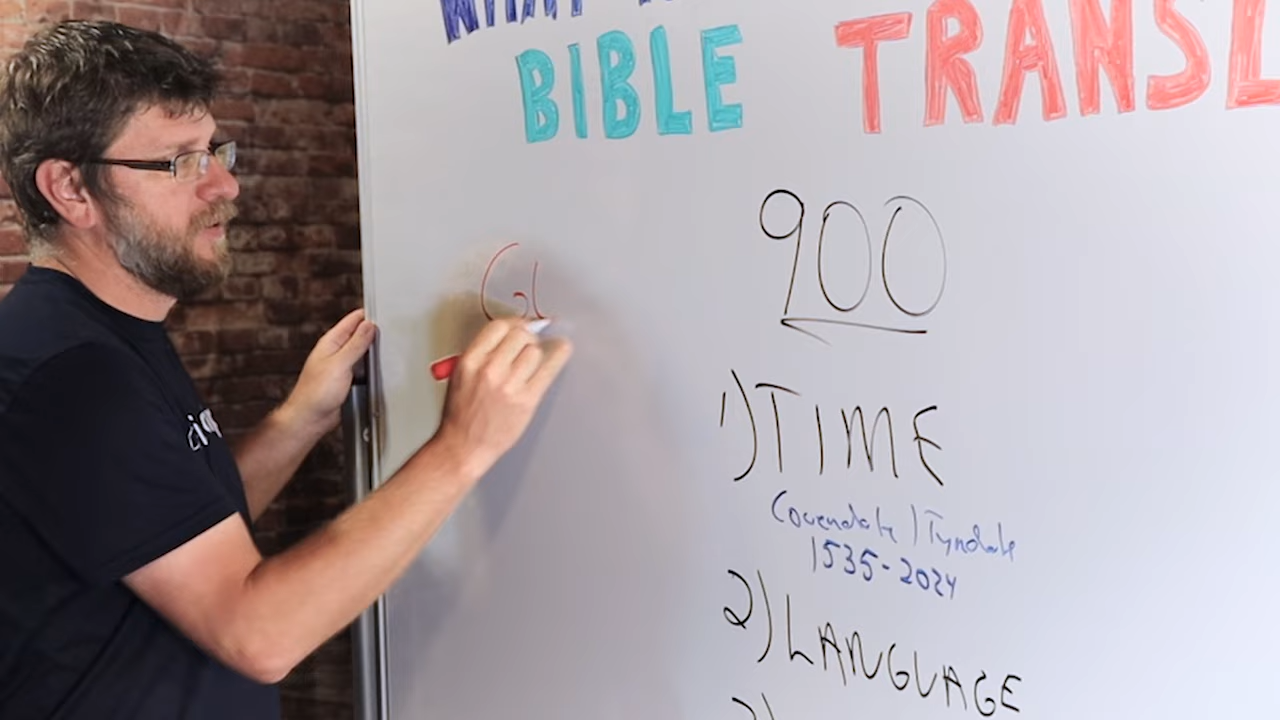 BIBLE TRANSL
900
1) TIME
Coverdale / Tyndale
1535-2024
2) LANGUAGE